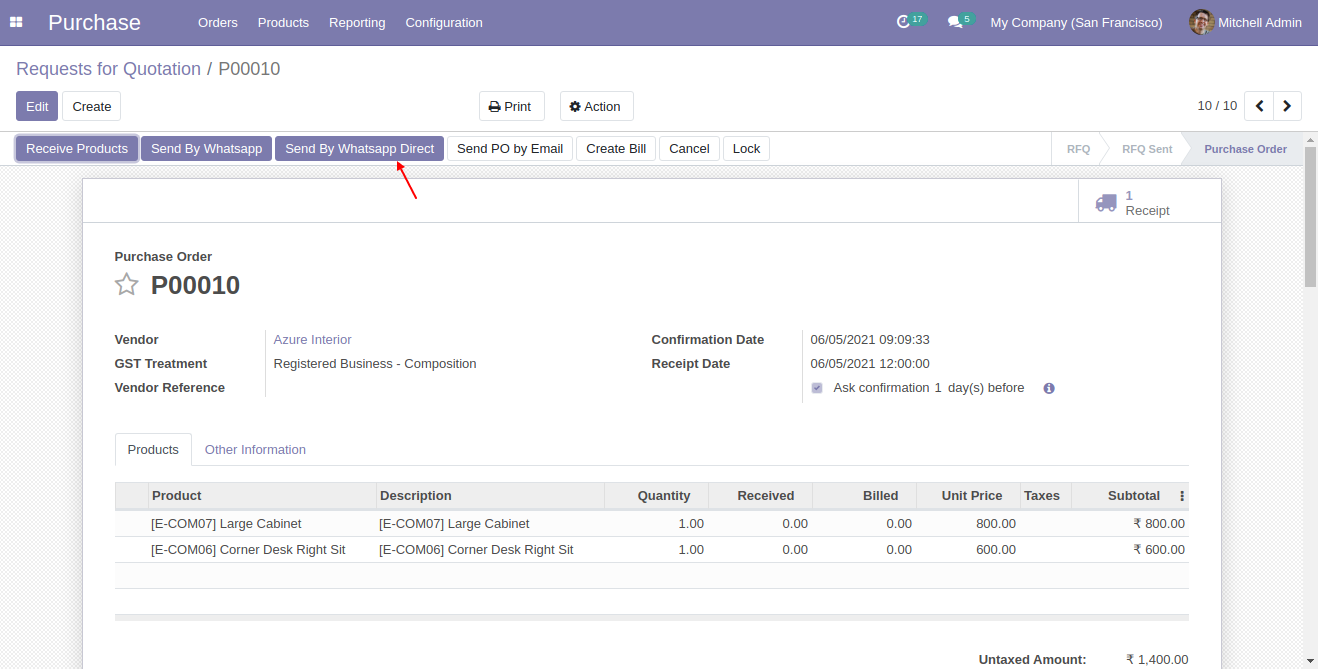 Purchase Orders Products Reporting Configuration 17 5 My Company (San Francisco) Mitchell Admin
Requests for Quotation / P00010
Edit Create Print Action 10 / 10
Receive Products Send By Whatsapp Send By Whatsapp Direct Send PO by Email Create Bill Cancel Lock RFQ RFQ Sent Purchase Order
1
Receipt
Purchase Order
P00010
Vendor Azure Interior Confirmation Date 06/05/2021 09:09:33
GST Treatment Registered Business - Composition Receipt Date 06/05/2021 12:00:00
Vendor Reference Ask confirmation 1 day(s) before
Products Other Information
Product Description Quantity Received Billed Unit Price Taxes Subtotal
[E-COM07] Large Cabinet [E-COM07] Large Cabinet 1.00 0.00 0.00 800.00 ₹ 800.00
[E-COM06] Corner Desk Right Sit [E-COM06] Corner Desk Right Sit 1.00 0.00 0.00 600.00 ₹ 600.00
Untaxed Amount: ₹ 1,400.00